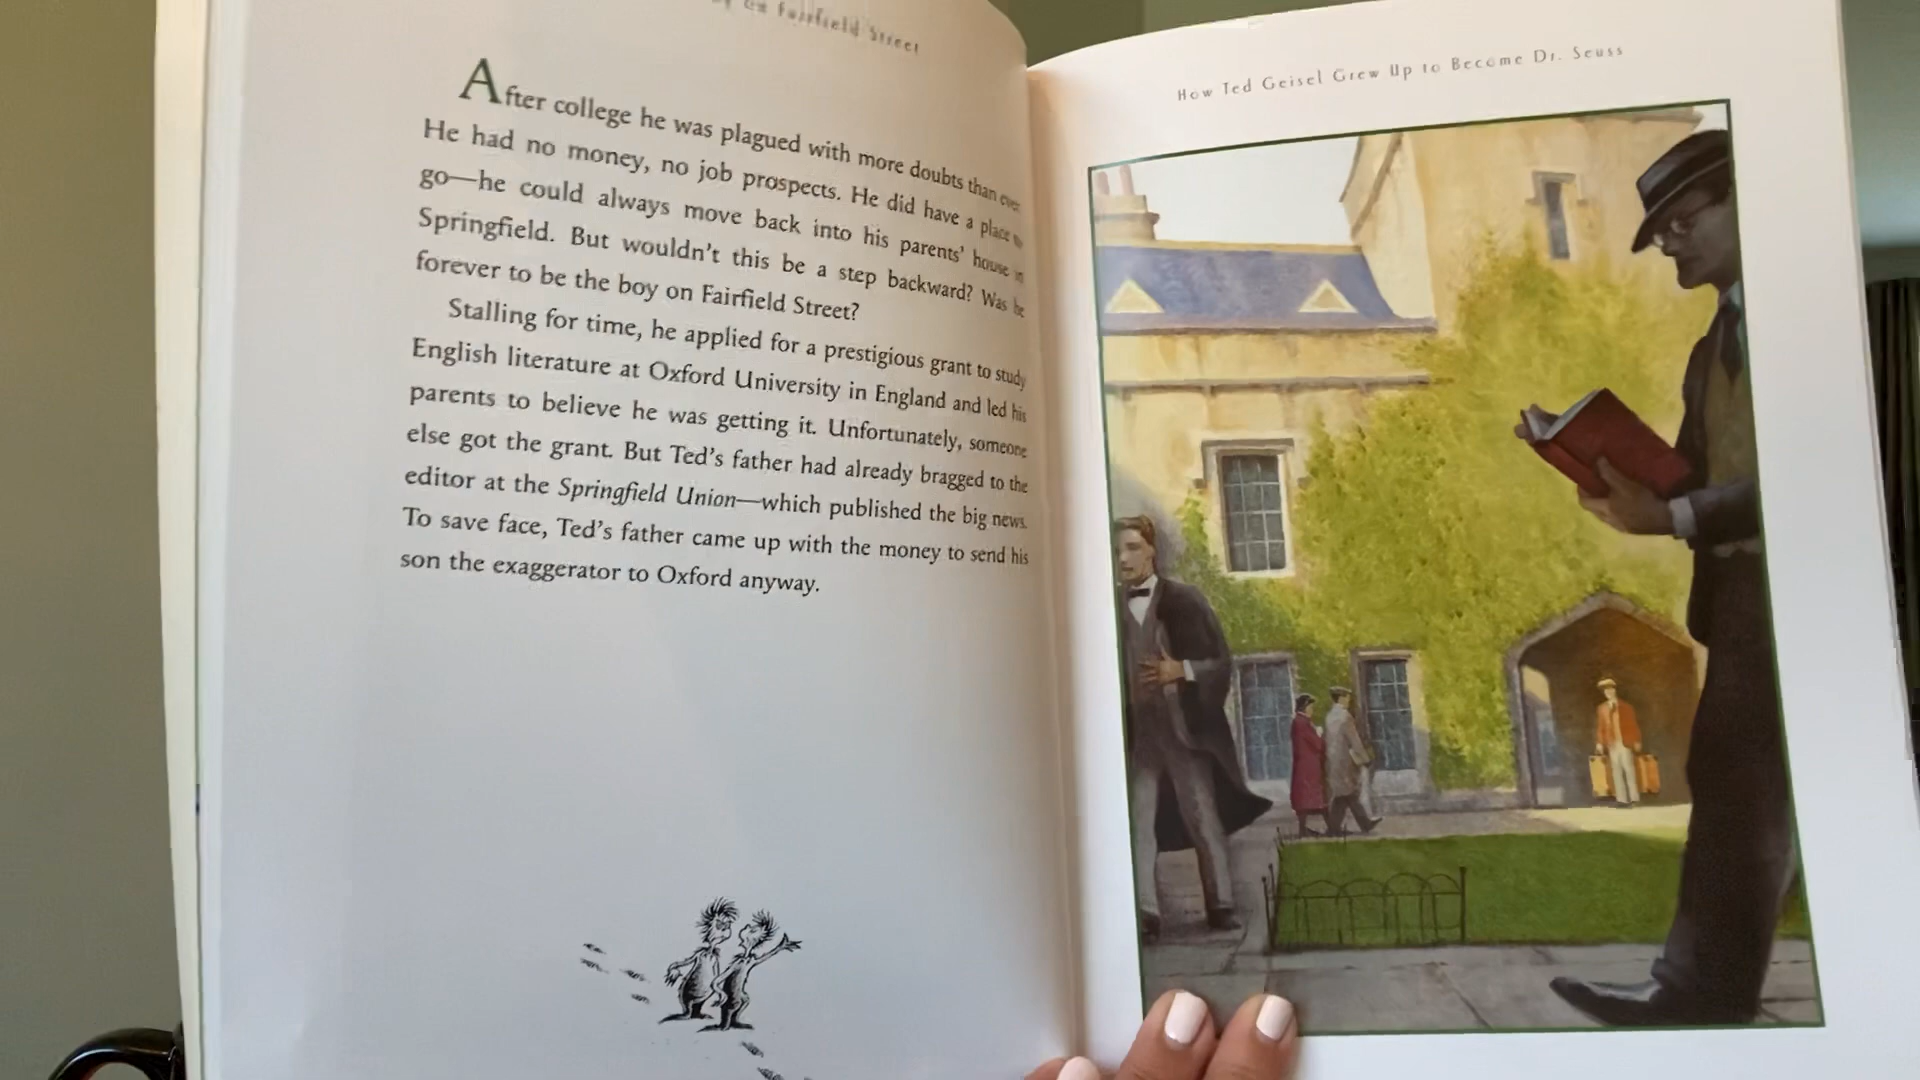 on Fairfield Street
After college he was plagued with more doubts than ever.
He had no money, no job prospects. He did have a place to
go—he could always move back into his parents' house in
Springfield. But wouldn't this be a step backward? Was he
forever to be the boy on Fairfield Street?
Stalling for time, he applied for a prestigious grant to study
English literature at Oxford University in England and led his
parents to believe he was getting it. Unfortunately, someone
else got the grant. But Ted's father had already bragged to the
editor at the Springfield Union—which published the big news.
To save face, Ted's father came up with the money to send his
son the exaggerator to Oxford anyway.
How Ted Geisel Grew Up to Become Dr. Seuss